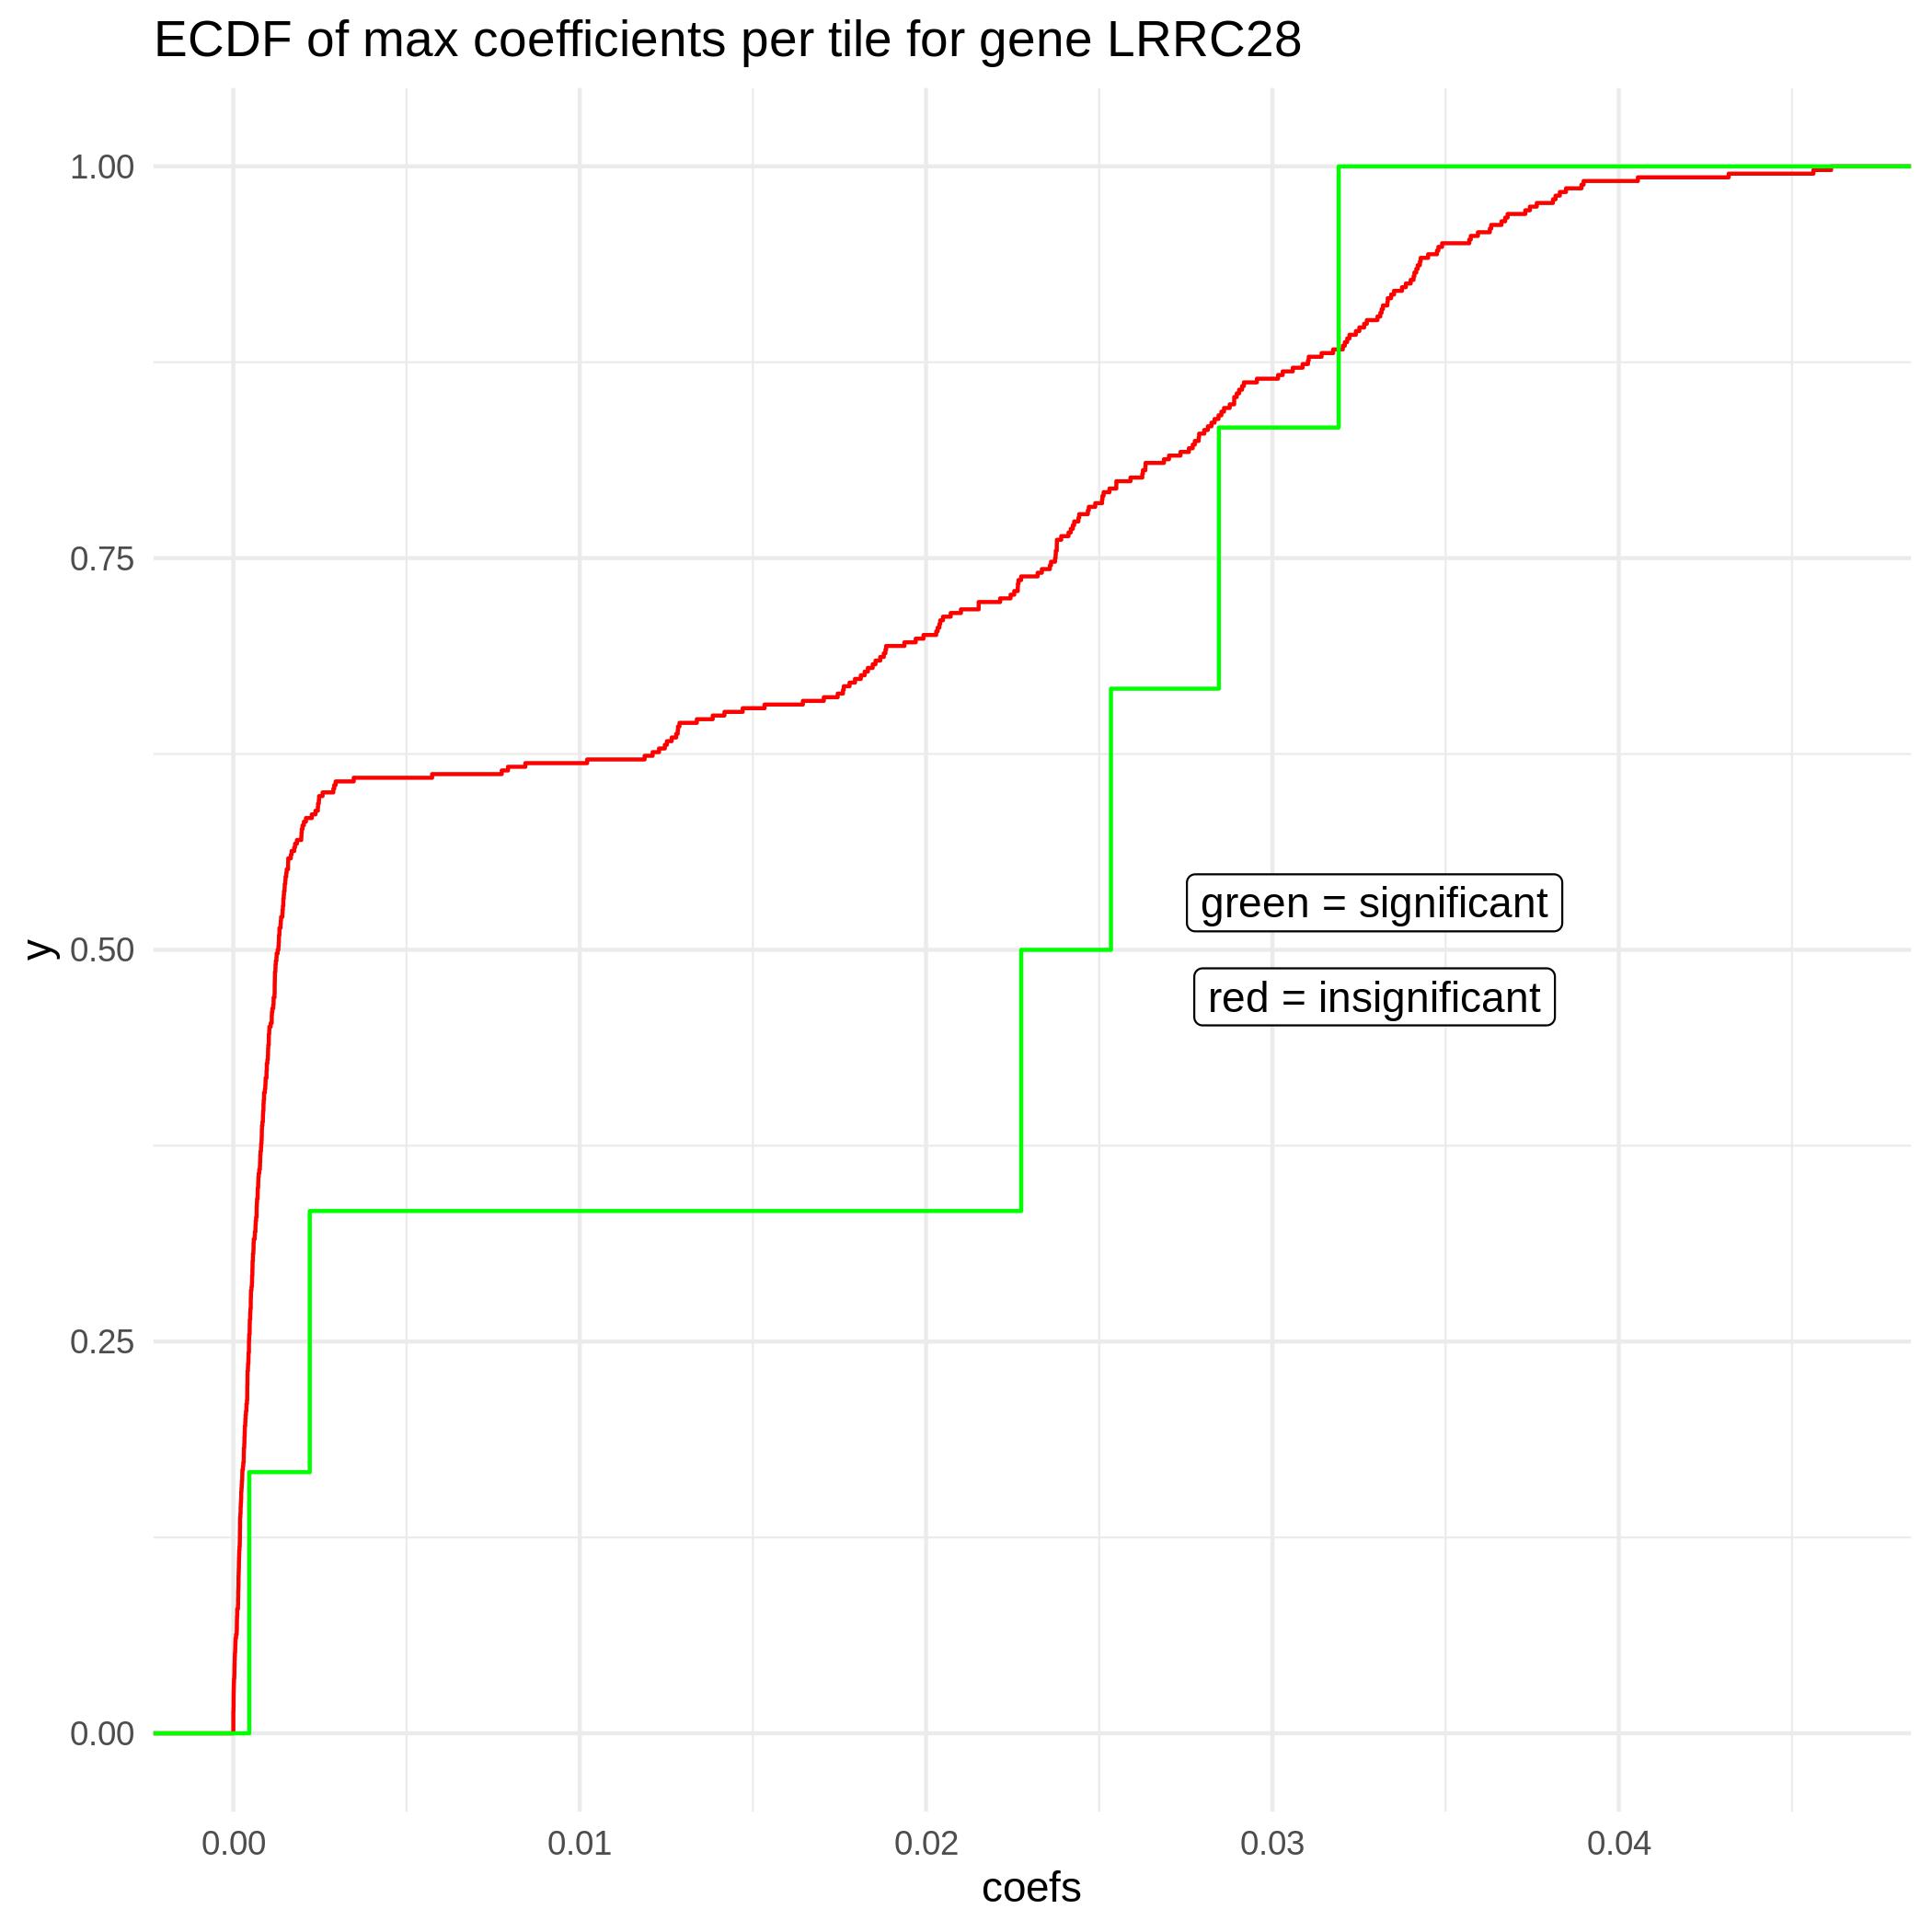 ECDF of max coefficients per tile for gene LRRC28
1.00
0.75
0.50
0.25
0.00
y
green = significant
red = insignificant
0.00
0.01
0.02
0.03
0.04
coefs